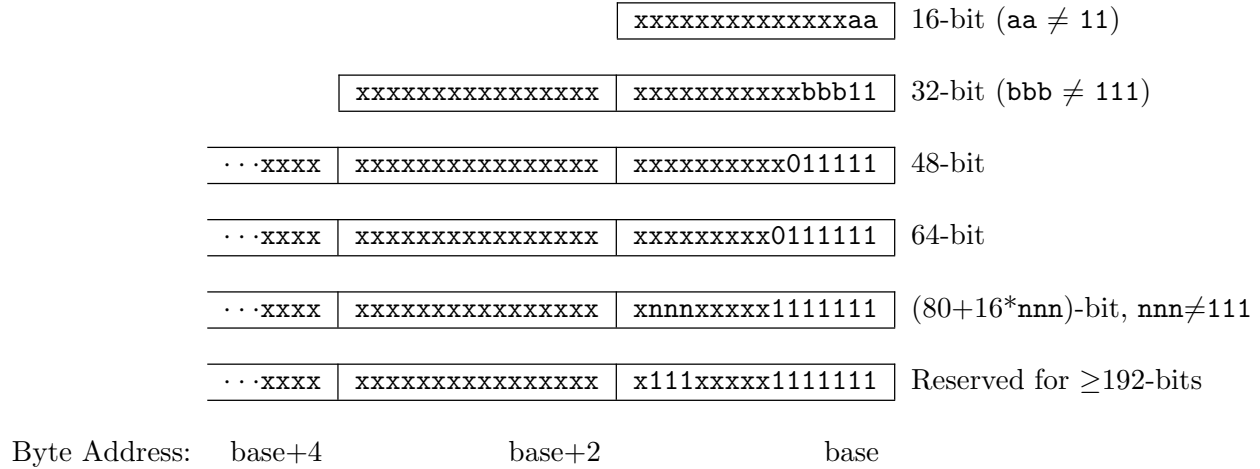 xxxxxxxxxxxxxxaa 16-bit (aa ≠ 11)
xxxxxxxxxxxxxxxx xxxxxxxxxxxbbb11 32-bit (bbb ≠ 111)
···xxxx xxxxxxxxxxxxxxxx xxxxxxxxxx011111 48-bit
···xxxx xxxxxxxxxxxxxxxx xxxxxxxxx0111111 64-bit
···xxxx xxxxxxxxxxxxxxxx xnnnxxxxx1111111 (80+16*nnn)-bit, nnn≠111
···xxxx xxxxxxxxxxxxxxxx x111xxxxx1111111 Reserved for ≥192-bits
Byte Address: base+4 base+2 base